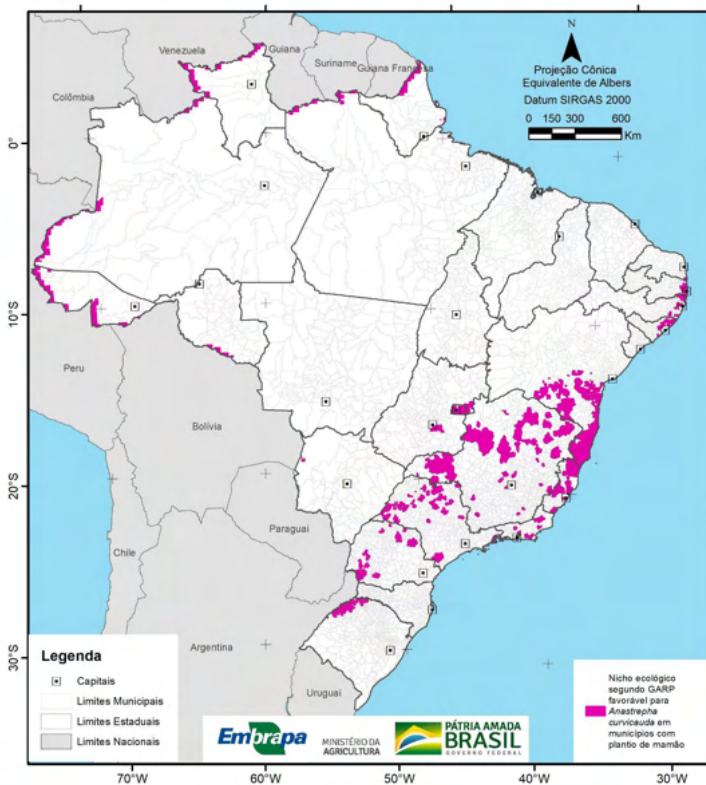 N
Projeção Cônica
Equivalente de Albers
Datum SIRGAS 2000
0 150 300 600
Km
Venezuela
Guiana
Suriname
Guiana Francesa
Colômbia
Peru
Bolívia
Paraguai
Chile
Argentina
Uruguai
0°
10°S
20°S
30°S
70°W
60°W
50°W
40°W
30°W
Legenda
Capitais
Limites Municipais
Limites Estaduais
Limites Nacionais
Embrapa
MINISTÉRIO DA
AGRICULTURA
PÁTRIA AMADA
BRASIL
GOVERNO FEDERAL
Nicho ecológico
segundo GARP
favorável para
Anastrepha
curvicauda em
municípios com
plantio de mamão